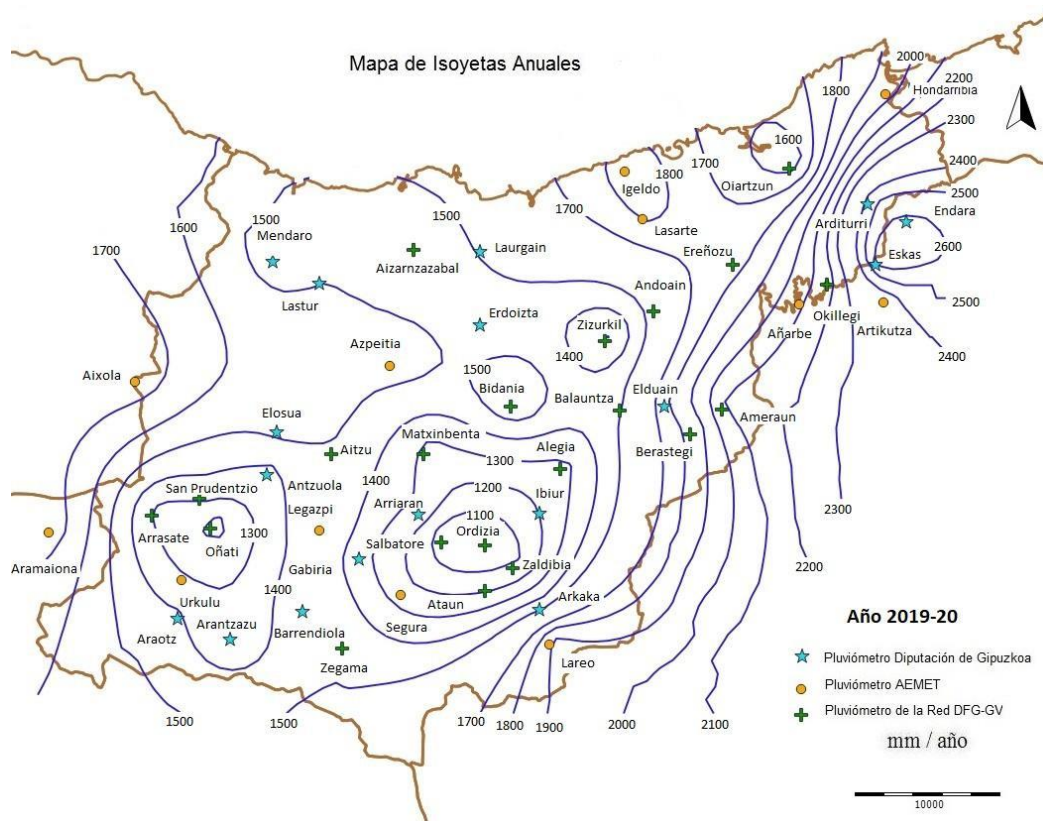 Mapa de Isoyetas Anuales
2000
2200
1800
Hondarribia
2300
1600
2400
1700
1800
Oiartzun
Igeldo
2500
1500
1500
1700
1600
Mendaro
Lasarte
Arditurri
Endara
1700
Laurgain
Ereñozu
2600
Aizarnzazabal
Eskas
Lastur
Andoain
Okillegi
2500
Erdoizta
Zizurkil
Añarbe
Artikutza
Azpeitia
1400
2400
1500
Aixola
Bidania
Balauntza
Elduain
Elosua
Ameraun
Matxinbenta
Aitzu
Alegia
Berastegi
1300
1400
San Prudentzio
Antzuola
1200
Ibiur
Legazpi
Arriaran
2300
1100
Arrasate
1300
Ordizia
Oñati
Salbatore
Aramaiona
Gabiria
Zaldibia
2200
1400
Urkulu
Ataun
Arkaka
Arantzazu
Segura
Araotz
Barrendiola
Zegama
Lareo
1500
1500
1700
1800
1900
2000
2100
Año 2019-20
Pluviómetro Diputación de Gipuzkoa
Pluviómetro AEMET
Pluviómetro de la Red DFG-GV
mm / año
10000